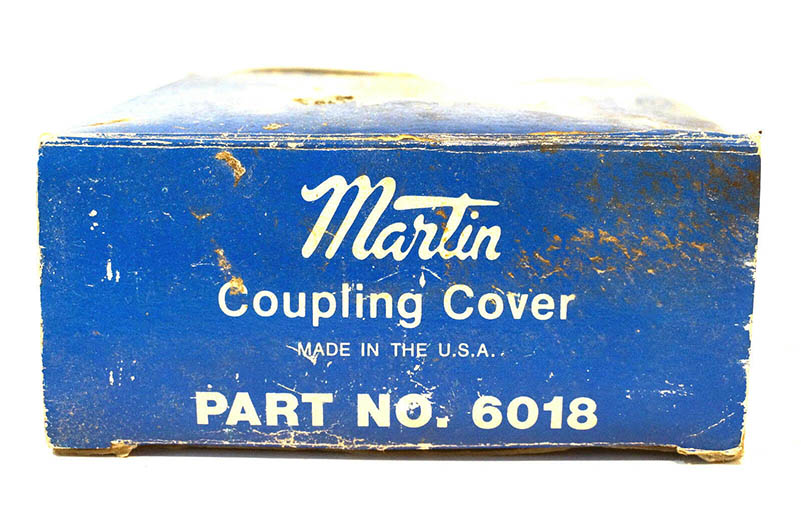 Martin
Coupling Cover
MADE IN THE U.S.A.
PART NO. 6018